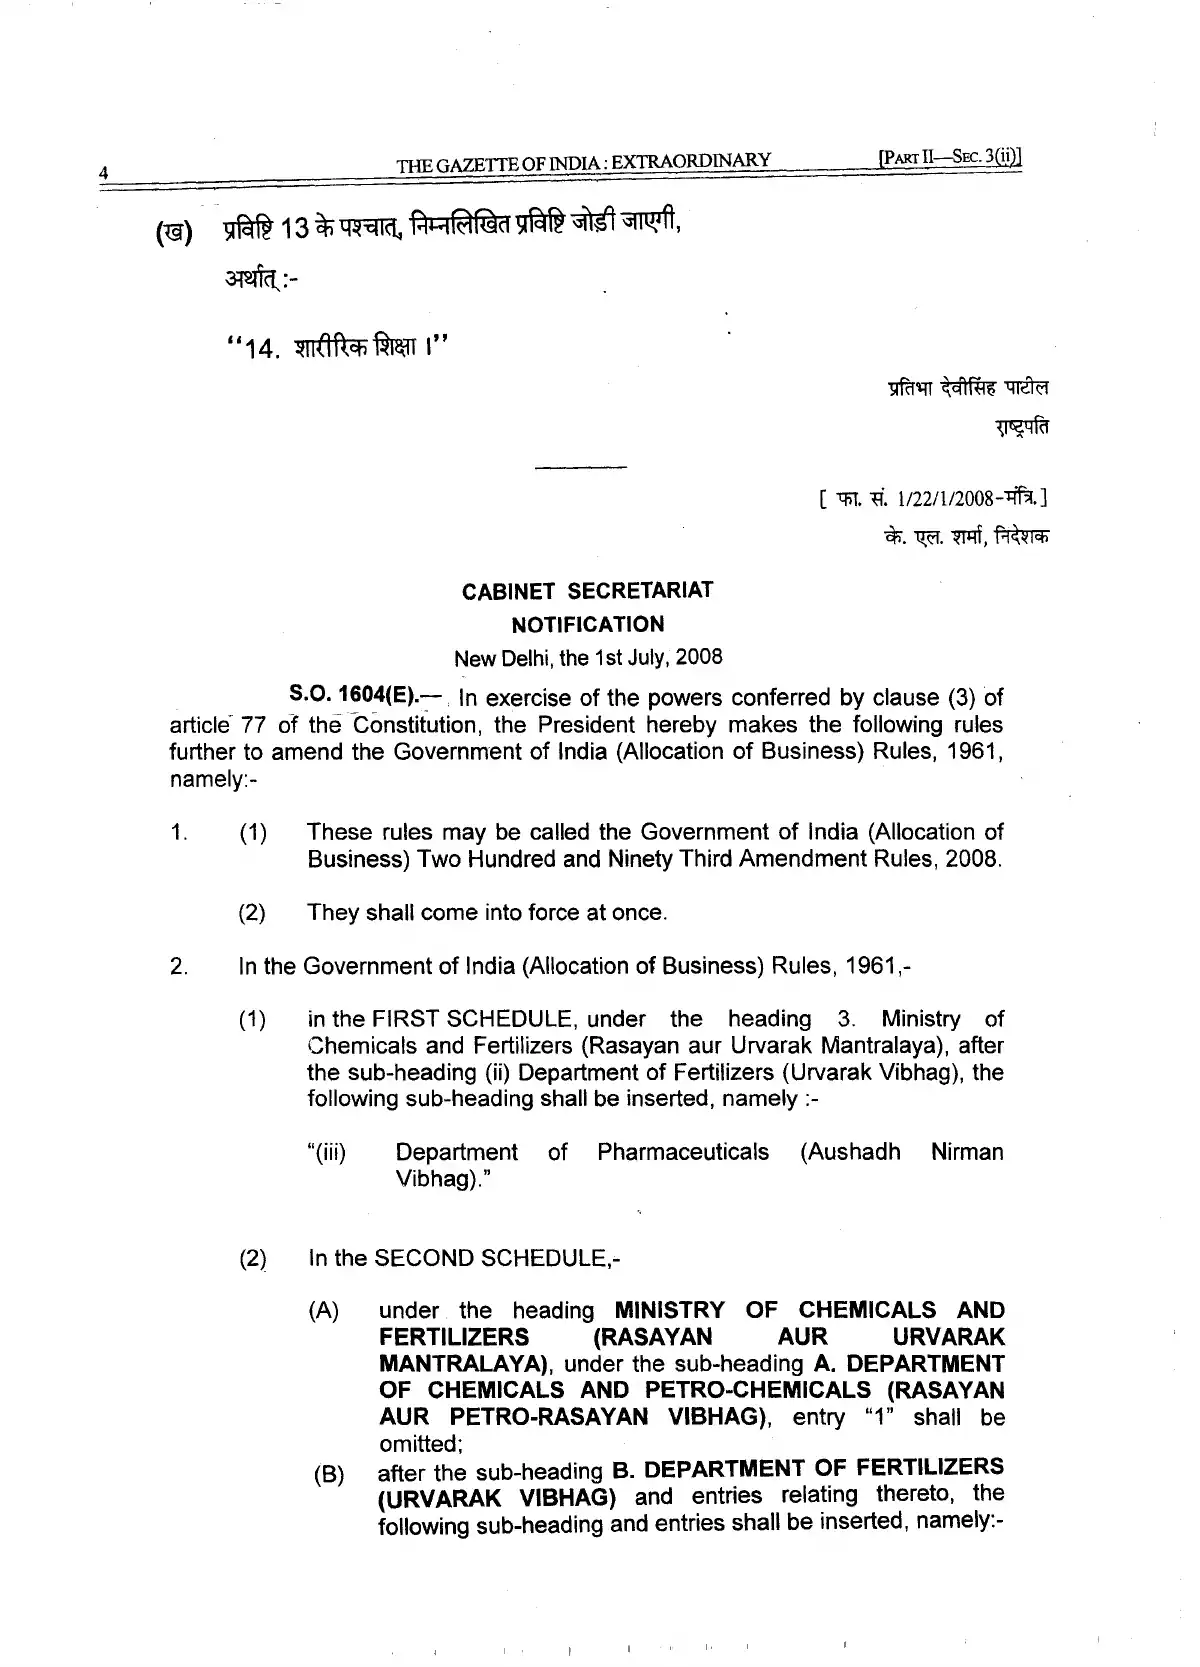 4 THE GAZETTE OF INDIA : EXTRAORDINARY [PART II—SEC. 3(ii)]
(ख) प्रविष्टि 13 के पश्चात्, निम्नलिखित प्रविष्टि जोड़ी जाएगी,
अर्थात् :-
“14. शारीरिक शिक्षा ।”
प्रतिभा देवीसिंह पाटील
राष्ट्रपति
[ फा. सं. 1/22/1/2008-मंत्रि. ]
के. एल. शर्मा, निदेशक
CABINET SECRETARIAT
NOTIFICATION
New Delhi, the 1st July, 2008
S.O. 1604(E).— In exercise of the powers conferred by clause (3) of
article 77 of the Constitution, the President hereby makes the following rules
further to amend the Government of India (Allocation of Business) Rules, 1961,
namely:-
1. (1) These rules may be called the Government of India (Allocation of
Business) Two Hundred and Ninety Third Amendment Rules, 2008.
(2) They shall come into force at once.
2. In the Government of India (Allocation of Business) Rules, 1961,-
(1) in the FIRST SCHEDULE, under the heading 3. Ministry of
Chemicals and Fertilizers (Rasayan aur Urvarak Mantralaya), after
the sub-heading (ii) Department of Fertilizers (Urvarak Vibhag), the
following sub-heading shall be inserted, namely :-
“(iii) Department of Pharmaceuticals (Aushadh Nirman
Vibhag).”
(2) In the SECOND SCHEDULE,-
(A) under the heading MINISTRY OF CHEMICALS AND
FERTILIZERS (RASAYAN AUR URVARAK
MANTRALAYA), under the sub-heading A. DEPARTMENT
OF CHEMICALS AND PETRO-CHEMICALS (RASAYAN
AUR PETRO-RASAYAN VIBHAG), entry “1” shall be
omitted;
(B) after the sub-heading B. DEPARTMENT OF FERTILIZERS
(URVARAK VIBHAG) and entries relating thereto, the
following sub-heading and entries shall be inserted, namely:-